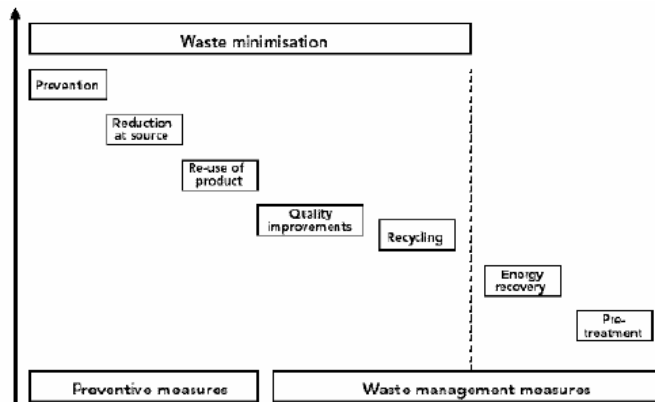 Waste minimisation
Prevention
Reduction
at source
Re-use of
product
Quality
improvements
Recycling
Energy
recovery
Pre-
treatment
Preventive measures
Waste management measures